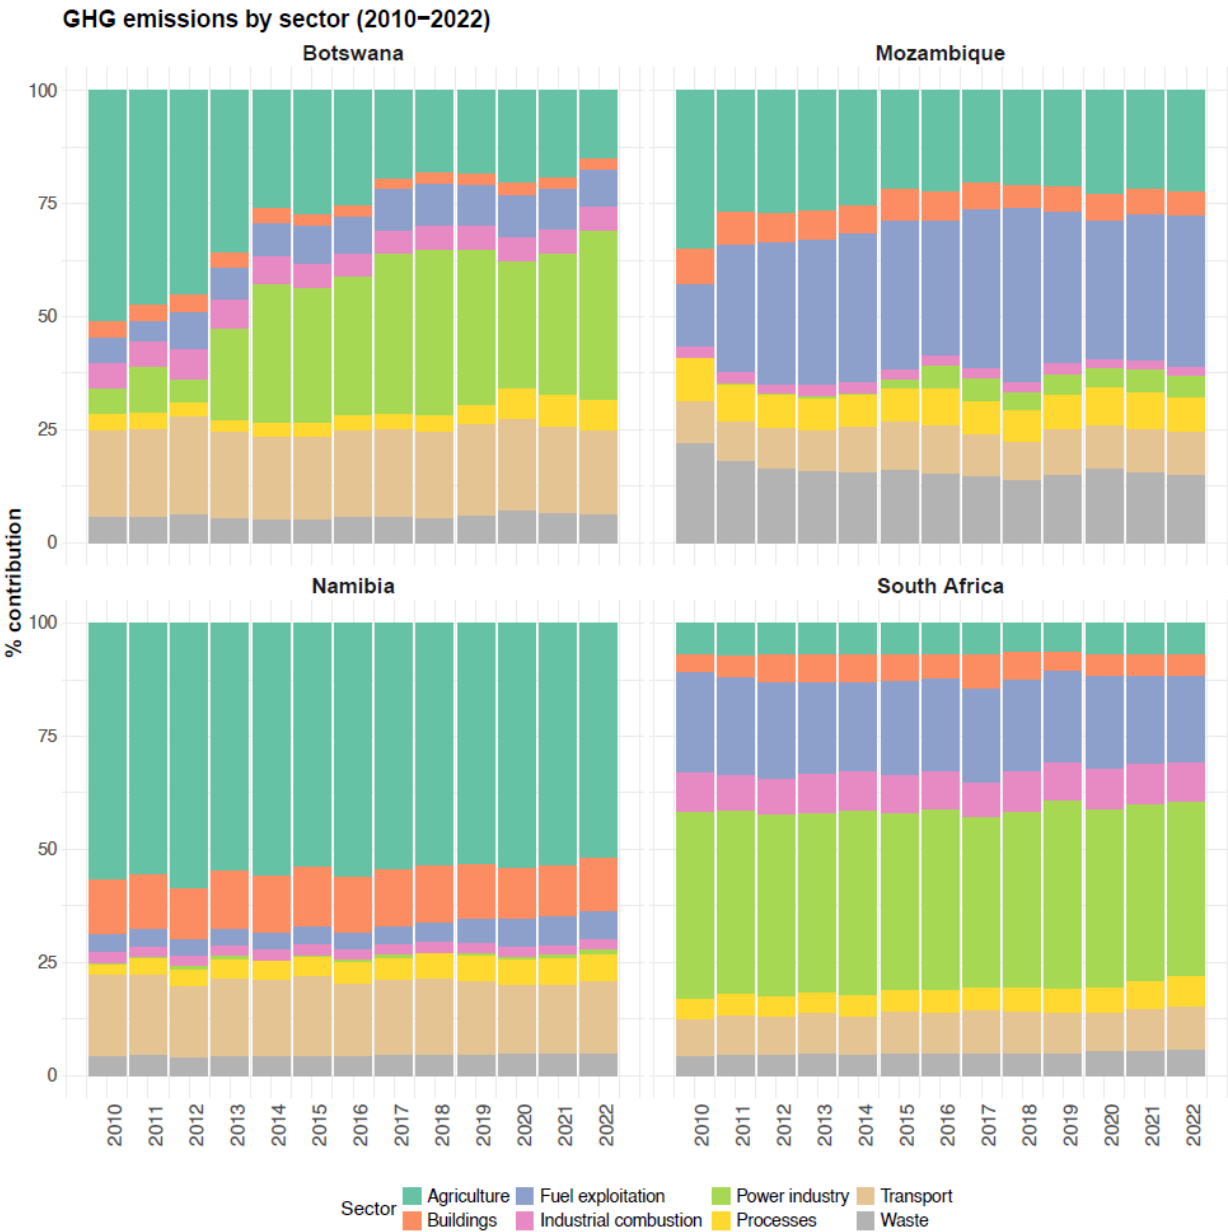 GHG emissions by sector (2010−2022)
Botswana
Mozambique
100
75
50
25
0
% contribution
Namibia
South Africa
100
75
50
25
0
2010 2011 2012 2013 2014 2015 2016 2017 2018 2019 2020 2021 2022
2010 2011 2012 2013 2014 2015 2016 2017 2018 2019 2020 2021 2022
Sector
Agriculture Fuel exploitation Power industry Transport
Buildings Industrial combustion Processes Waste